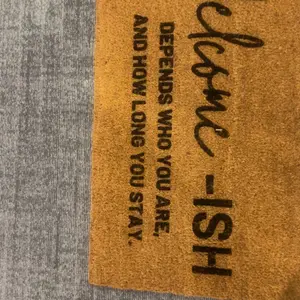 elcome -ISH
DEPENDS WHO YOU ARE,
AND HOW LONG YOU STAY.